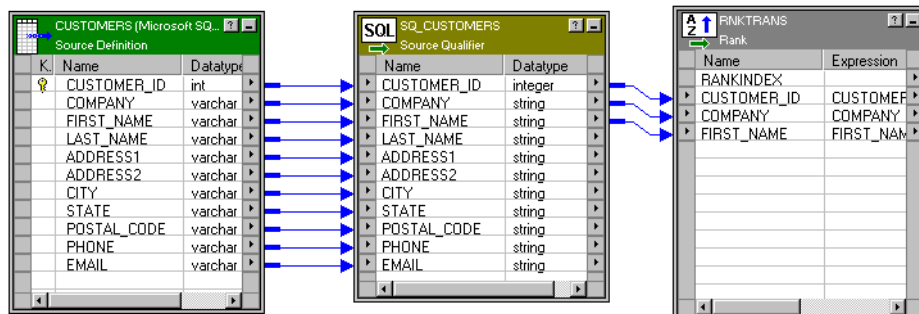 CUSTOMERS (Microsoft SQ...
Source Definition
K. Name Datatype
CUSTOMER_ID int
COMPANY varchar
FIRST_NAME varchar
LAST_NAME varchar
ADDRESS1 varchar
ADDRESS2 varchar
CITY varchar
STATE varchar
POSTAL_CODE varchar
PHONE varchar
EMAIL varchar
SQL SQ_CUSTOMERS
Source Qualifier
Name Datatype
CUSTOMER_ID integer
COMPANY string
FIRST_NAME string
LAST_NAME string
ADDRESS1 string
ADDRESS2 string
CITY string
STATE string
POSTAL_CODE string
PHONE string
EMAIL string
A Z RNKTRANS
Rank
Name Expression
RANKINDEX
CUSTOMER_ID CUSTOMER
COMPANY COMPANY
FIRST_NAME FIRST_NAM